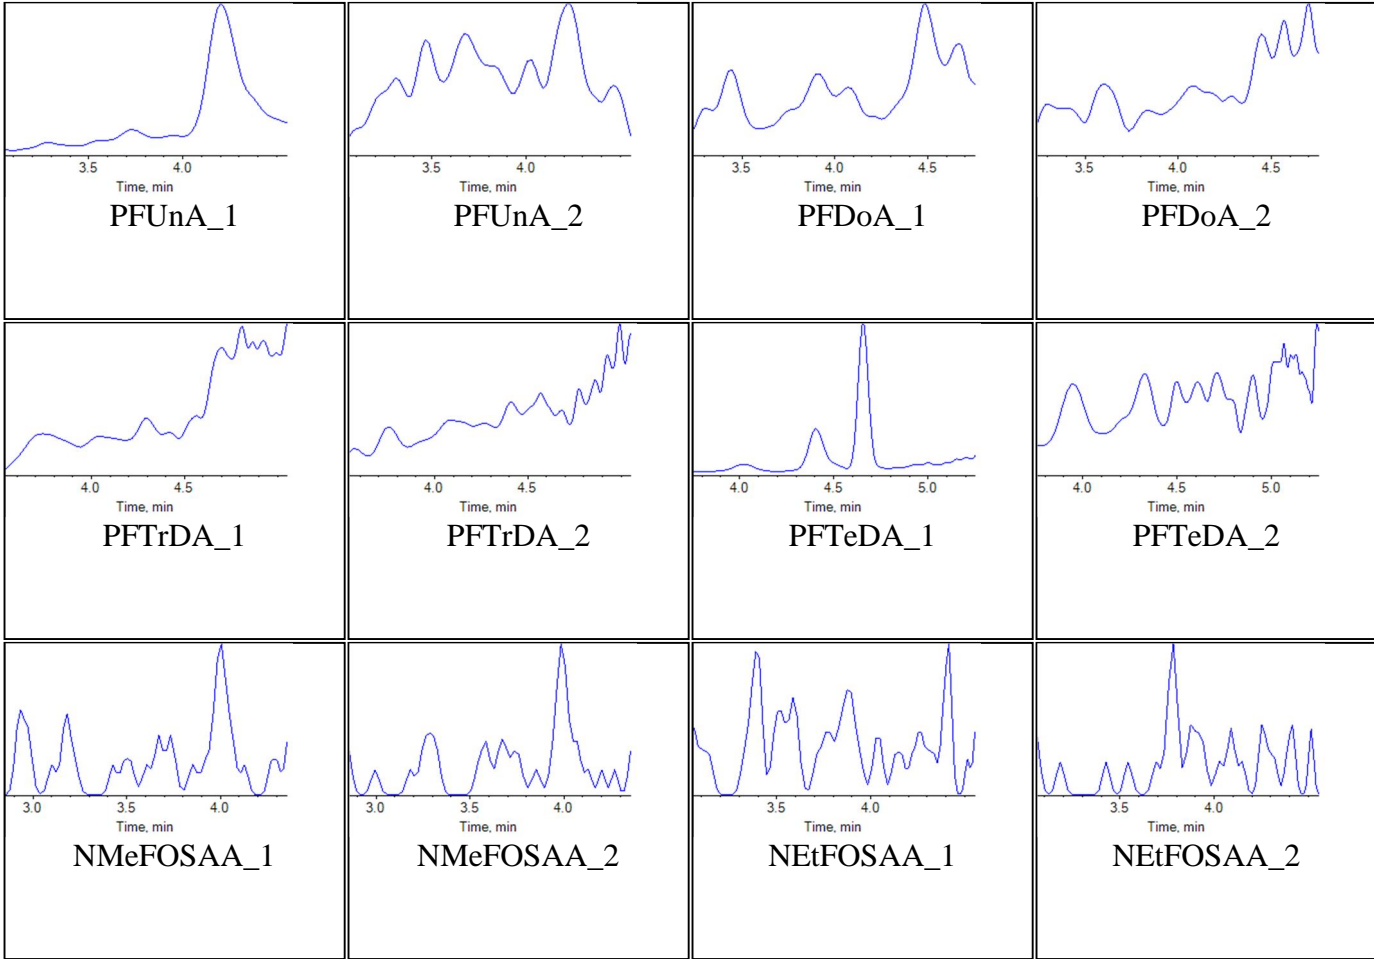 3.5 4.0
Time, min
PFUnA_1
3.5 4.0
Time, min
PFUnA_2
3.5 4.0 4.5
Time, min
PFDoA_1
3.5 4.0 4.5
Time, min
PFDoA_2
4.0 4.5
Time, min
PFTrDA_1
4.0 4.5
Time, min
PFTrDA_2
4.0 4.5 5.0
Time, min
PFTeDA_1
4.0 4.5 5.0
Time, min
PFTeDA_2
3.0 3.5 4.0
Time, min
NMeFOSAA_1
3.0 3.5 4.0
Time, min
NMeFOSAA_2
3.5 4.0
Time, min
NEtFOSAA_1
3.5 4.0
Time, min
NEtFOSAA_2